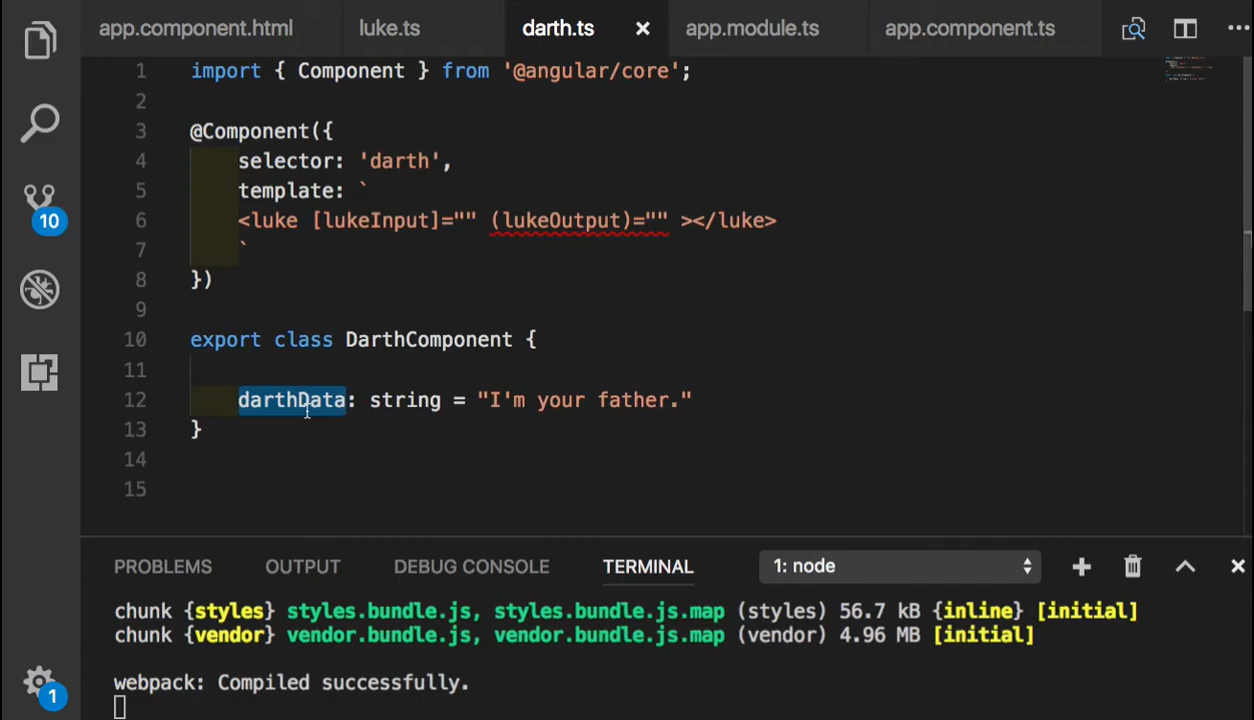 app.component.html luke.ts darth.ts app.module.ts app.component.ts
1 import { Component } from '@angular/core';
2
3 @Component({
4 selector: 'darth',
5 template: `
6 <luke [lukeInput]="" (lukeOutput)="" ></luke>
7 `
8 })
9
10 export class DarthComponent {
11
12 darthData: string = "I'm your father."
13 }
14
15
10
1
PROBLEMS OUTPUT DEBUG CONSOLE TERMINAL 1: node
chunk {styles} styles.bundle.js, styles.bundle.js.map (styles) 56.7 kB {inline} [initial]
chunk {vendor} vendor.bundle.js, vendor.bundle.js.map (vendor) 4.96 MB [initial]
webpack: Compiled successfully.